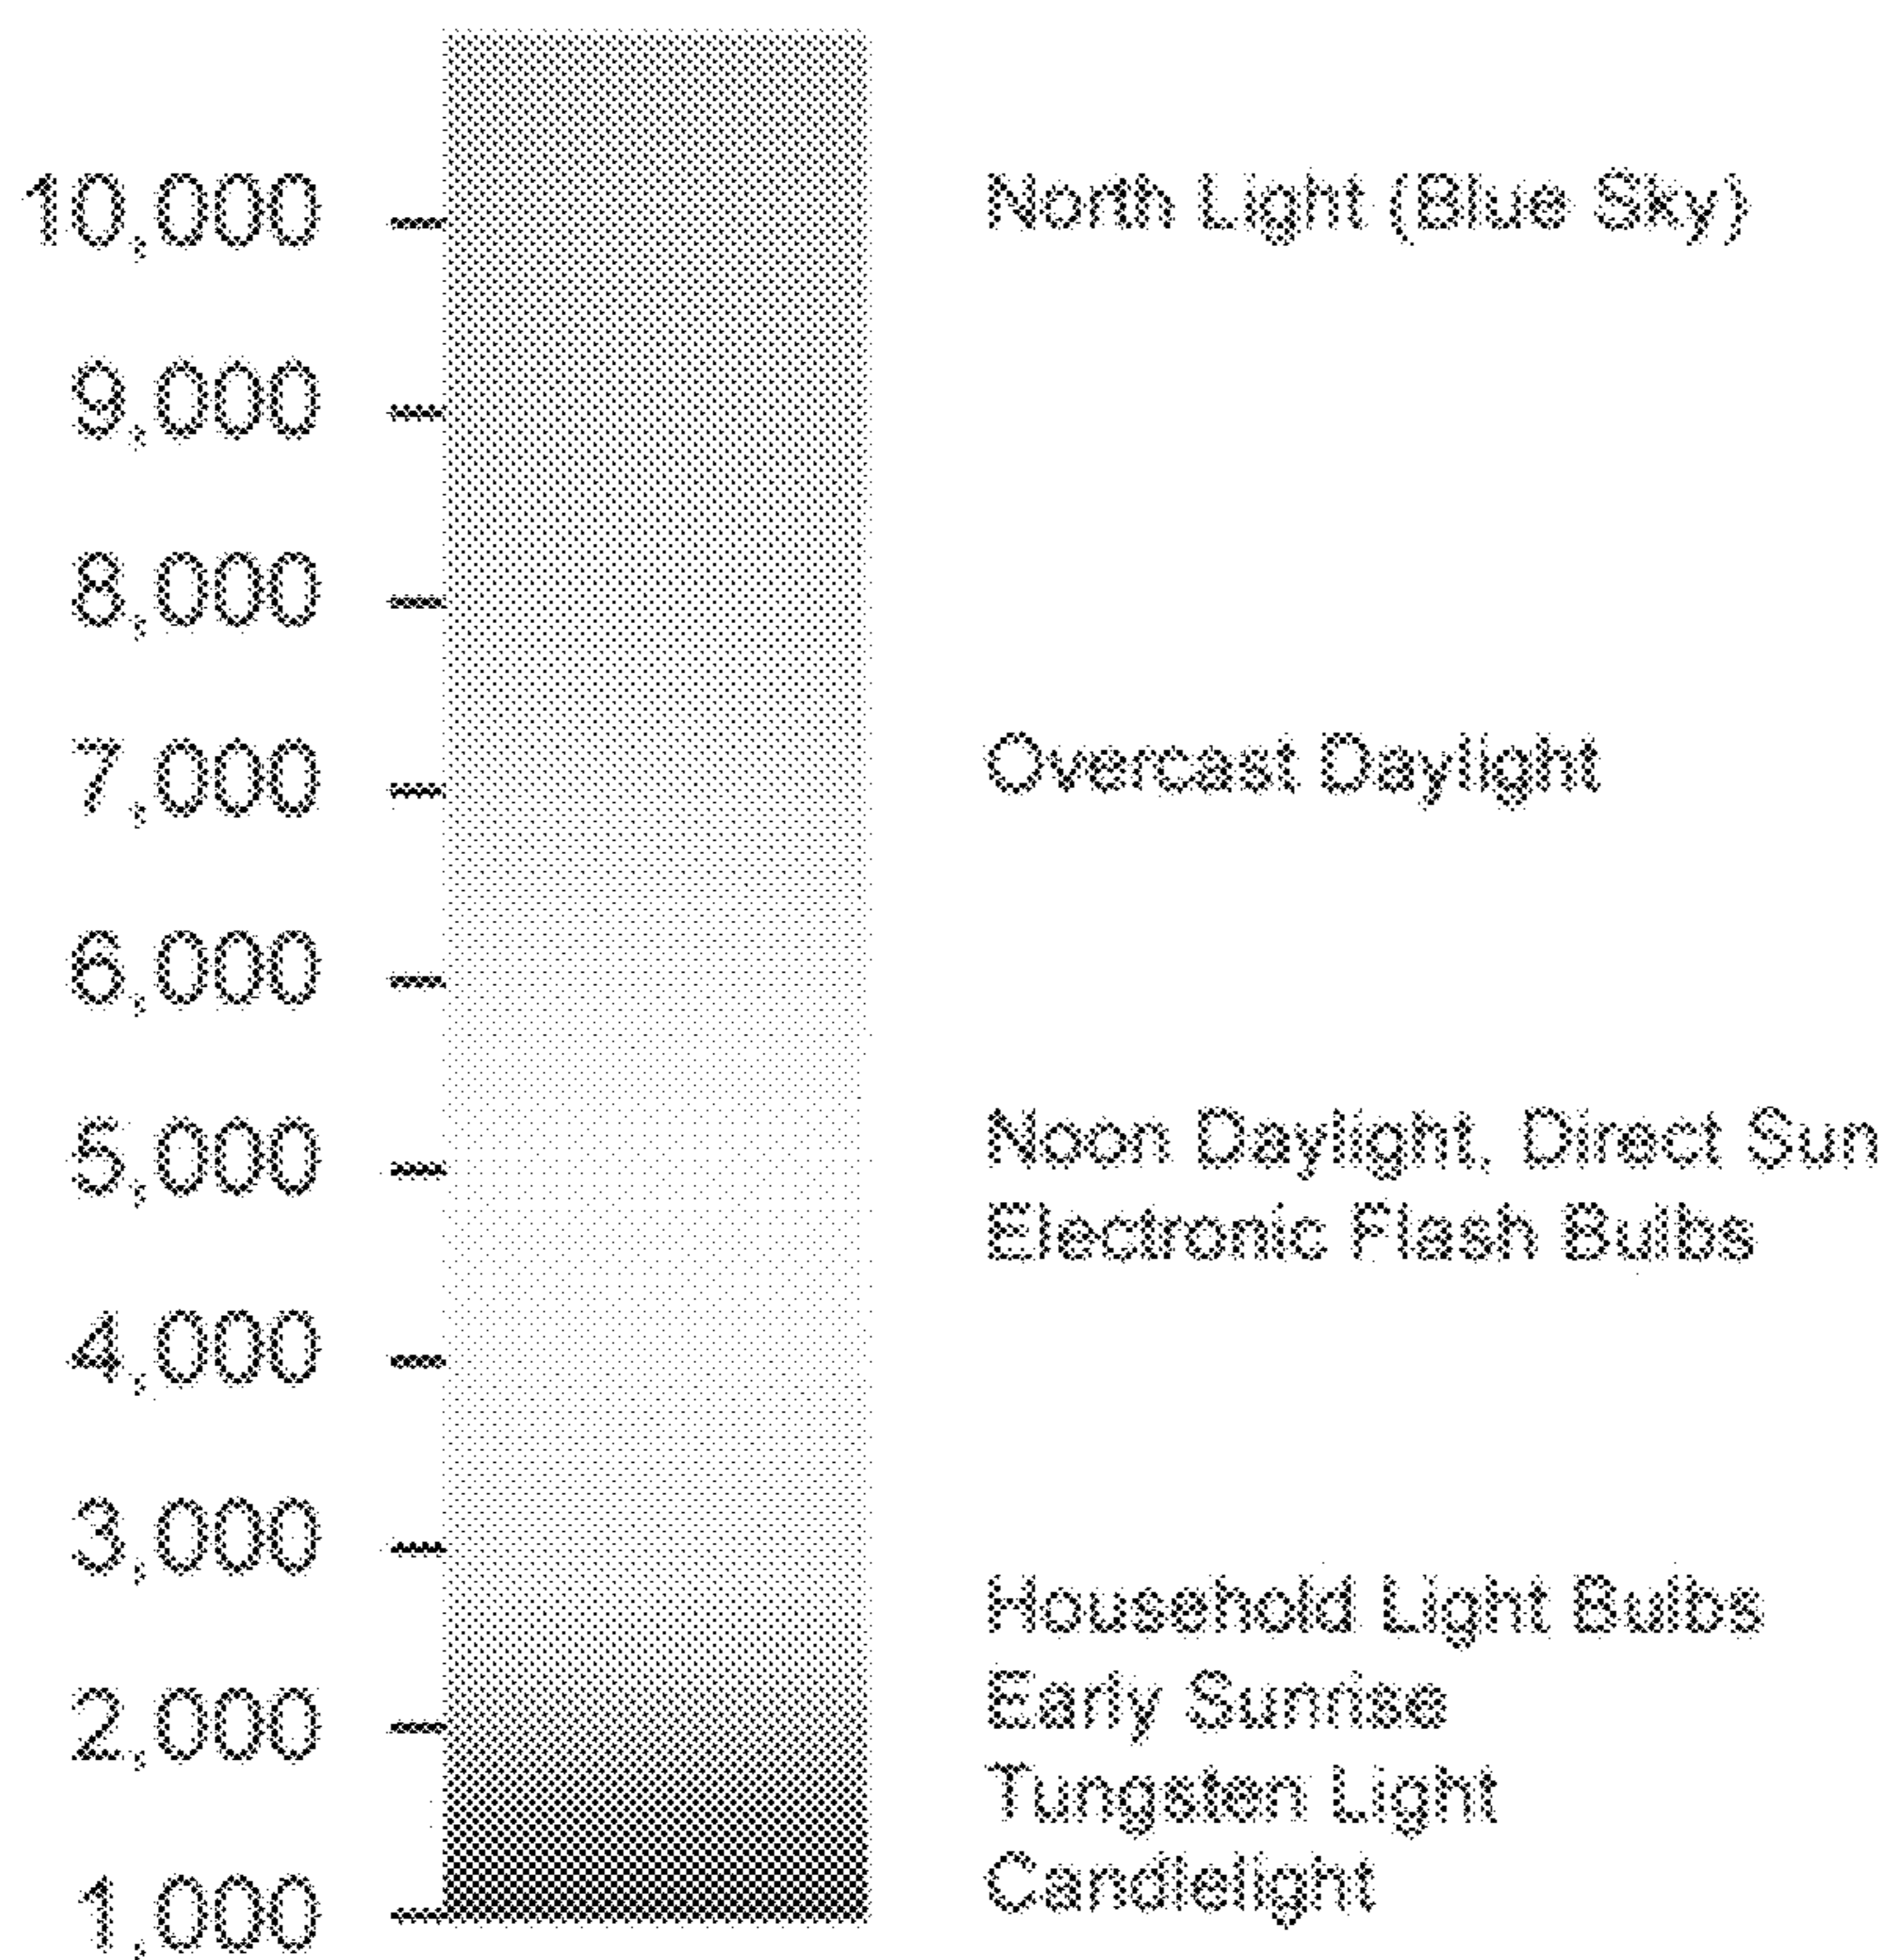 10,000 North Light (Blue Sky)
9,000
8,000
7,000 Overcast Daylight
6,000
5,000 Noon Daylight, Direct Sun
Electronic Flash Bulbs
4,000
3,000
Household Light Bulbs
2,000 Early Sunrise
Tungsten Light
1,000 Candlelight